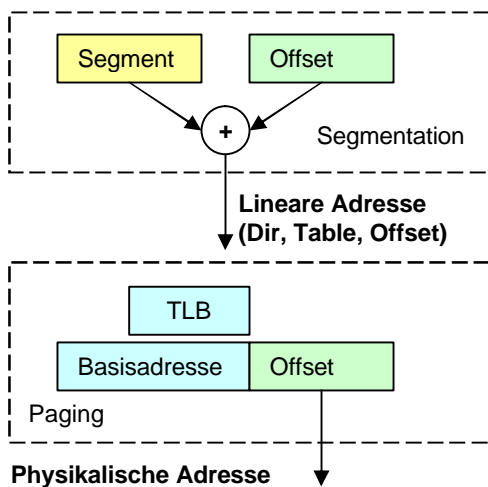 Segment
Offset
+
Segmentation
Lineare Adresse
(Dir, Table, Offset)
TLB
Basisadresse
Offset
Paging
Physikalische Adresse